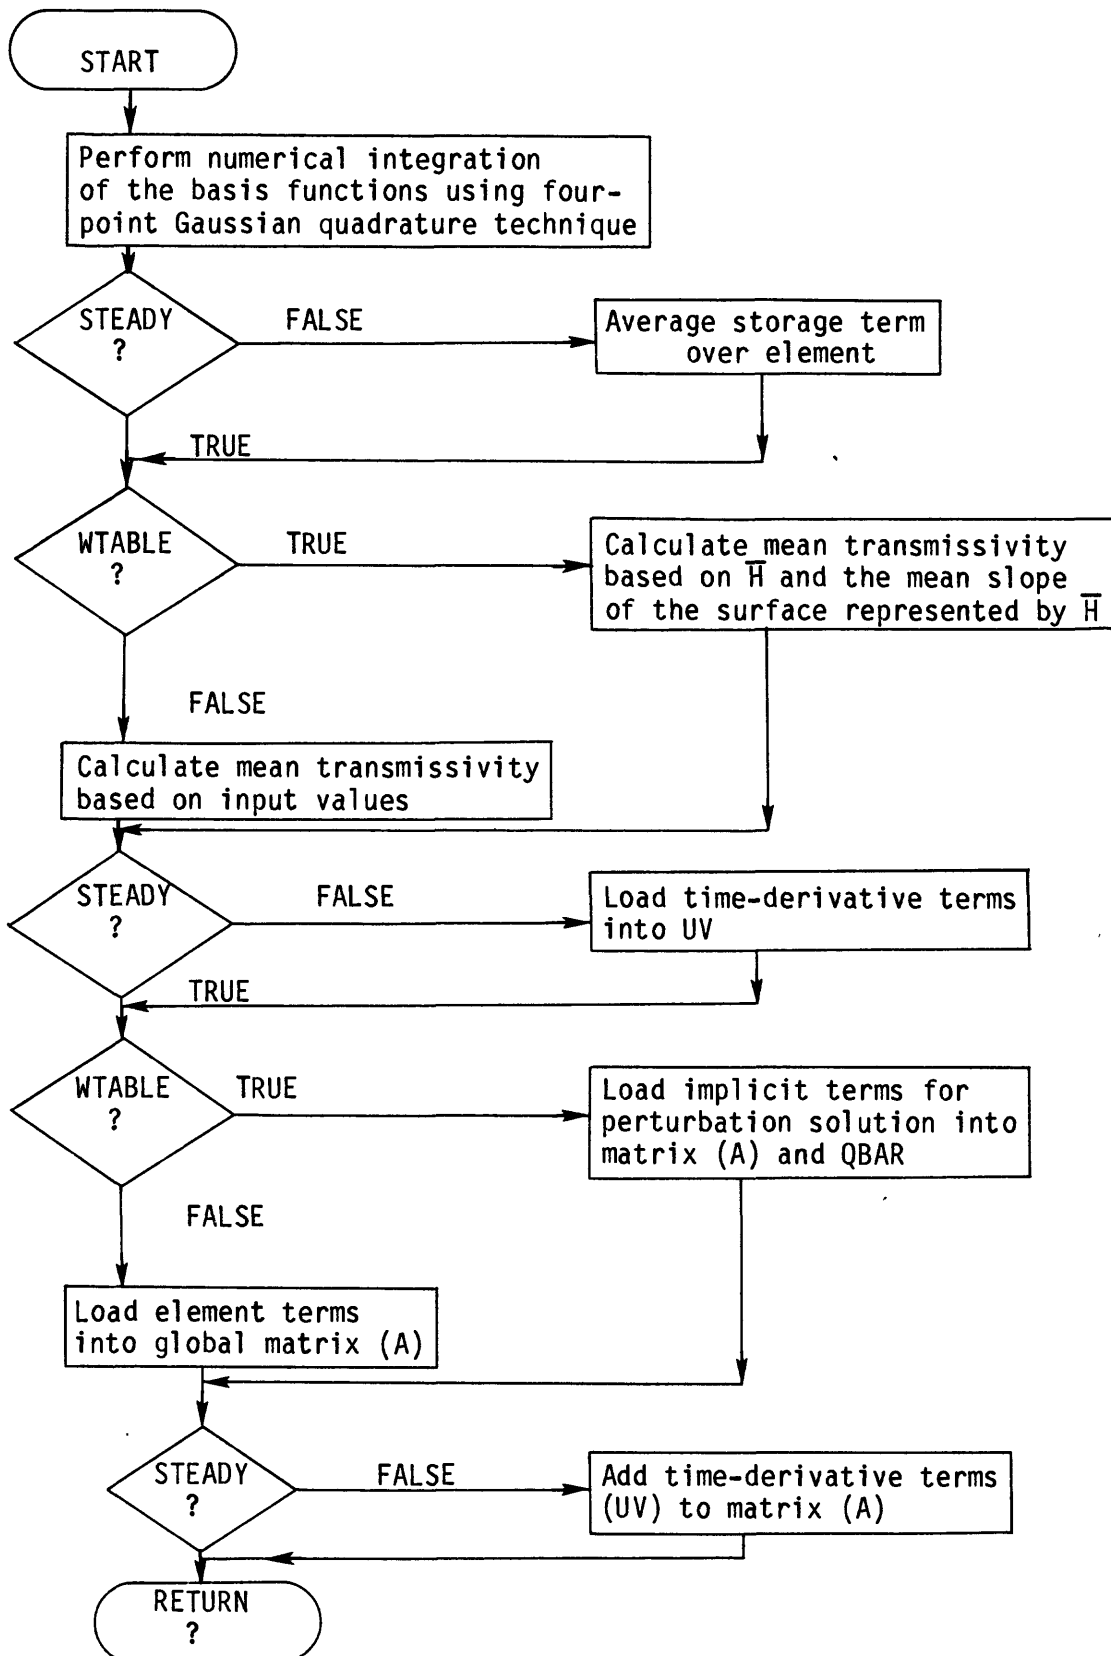 START
Perform numerical integration
of the basis functions using four-
point Gaussian quadrature technique
STEADY
?
FALSE
Average storage term
over element
TRUE
WTABLE
?
TRUE
Calculate mean transmissivity
based on H̅ and the mean slope
of the surface represented by H̅
FALSE
Calculate mean transmissivity
based on input values
STEADY
?
FALSE
Load time-derivative terms
into UV
TRUE
WTABLE
?
TRUE
Load implicit terms for
perturbation solution into
matrix (A) and QBAR
FALSE
Load element terms
into global matrix (A)
STEADY
?
FALSE
Add time-derivative terms
(UV) to matrix (A)
RETURN
?